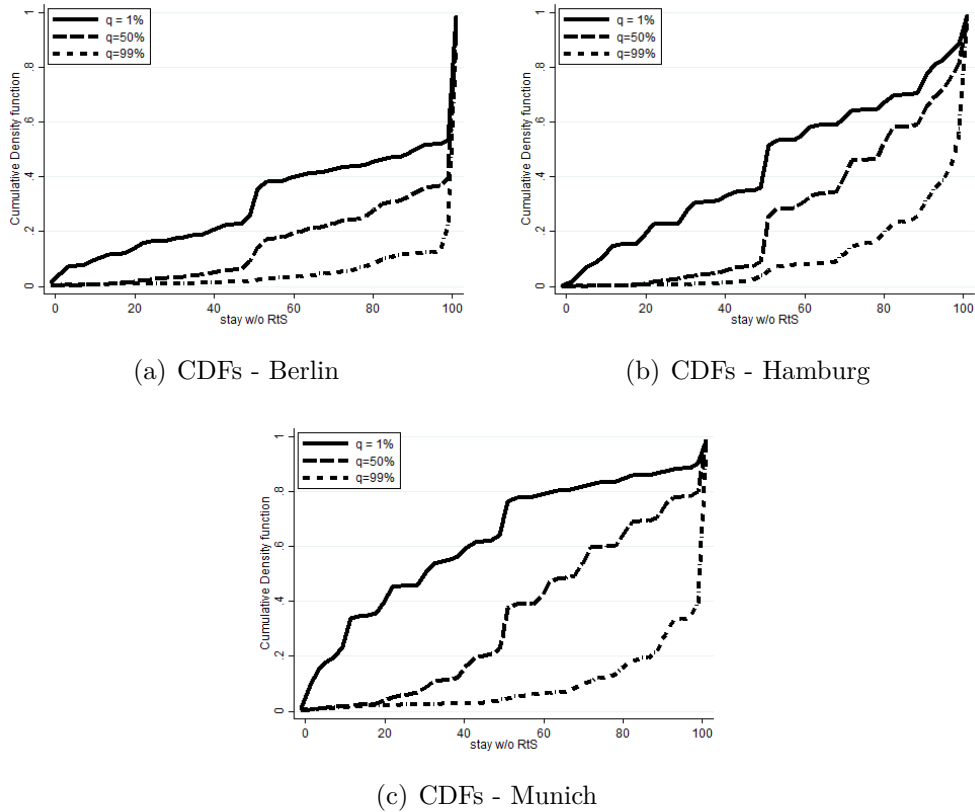 q = 1%
q=50%
q=99%
Cumulative Density function
0
.2
.4
.6
.8
1
0 20 40 60 80 100
stay w/o RtS
(a) CDFs - Berlin
q = 1%
q=50%
q=99%
Cumulative Density function
0
.2
.4
.6
.8
1
0 20 40 60 80 100
stay w/o RtS
(b) CDFs - Hamburg
q = 1%
q=50%
q=99%
Cumulative Density function
0
.2
.4
.6
.8
1
0 20 40 60 80 100
stay w/o RtS
(c) CDFs - Munich